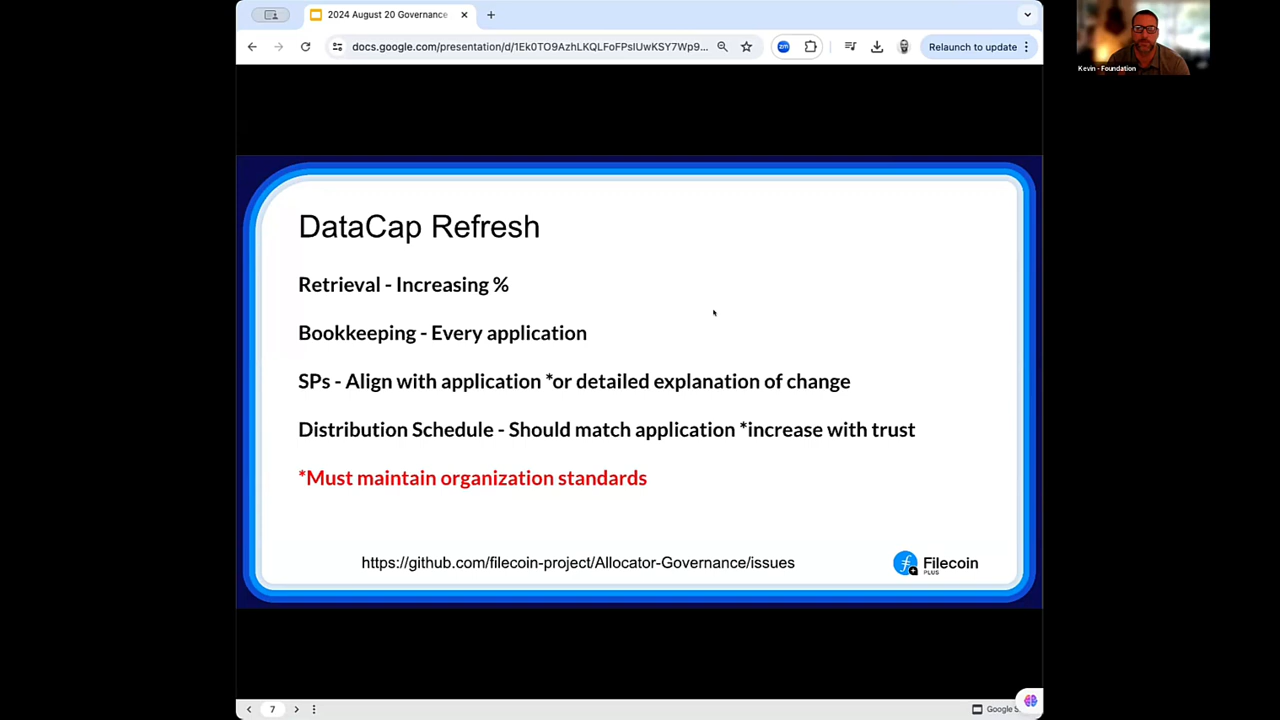 2024 August 20 Governance
docs.google.com/presentation/d/1Ek0TO9AzhLKQLFoFPsIUwKSY7Wp9...
Relaunch to update
Kevin - Foundation
DataCap Refresh
Retrieval - Increasing %
Bookkeeping - Every application
SPs - Align with application *or detailed explanation of change
Distribution Schedule - Should match application *increase with trust
*Must maintain organization standards
https://github.com/filecoin-project/Allocator-Governance/issues
Filecoin
PLUS
7
Google